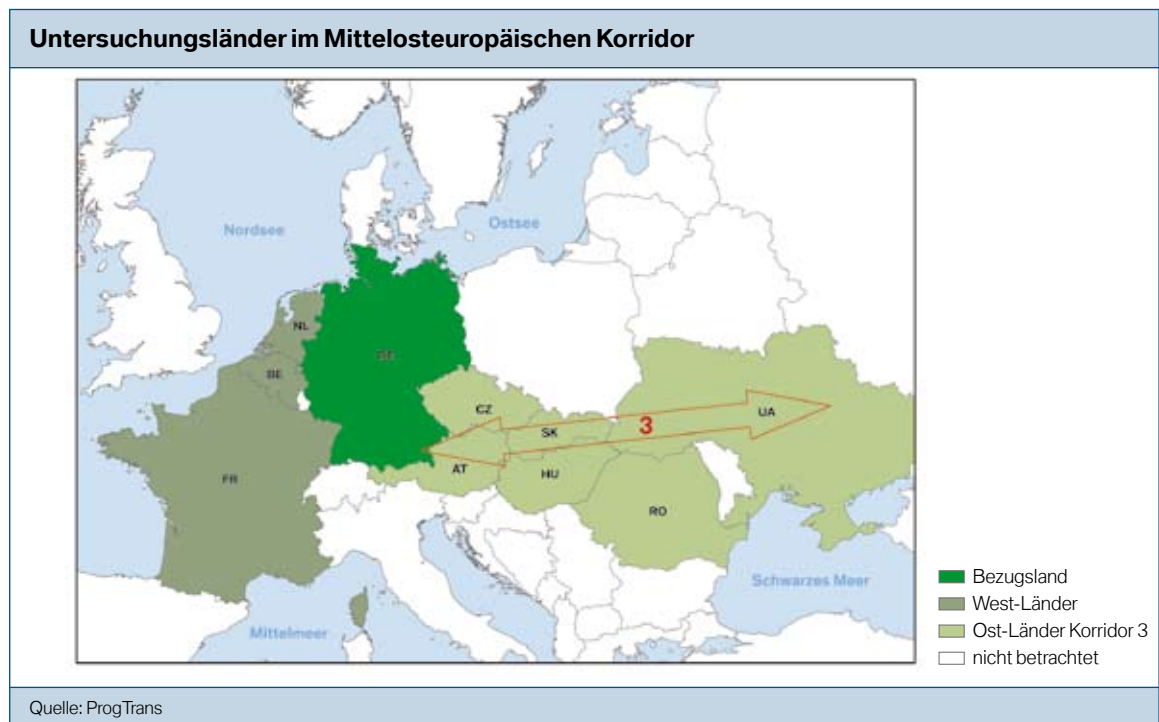 Untersuchungsländer im Mittelosteuropäischen Korridor
Nordsee
Ostsee
NL
DE
BE
CZ
UA
SK
3
AT
HU
FR
RO
Schwarzes Meer
Mittelmeer
Bezugsland
West-Länder
Ost-Länder Korridor 3
nicht betrachtet
Quelle: ProgTrans